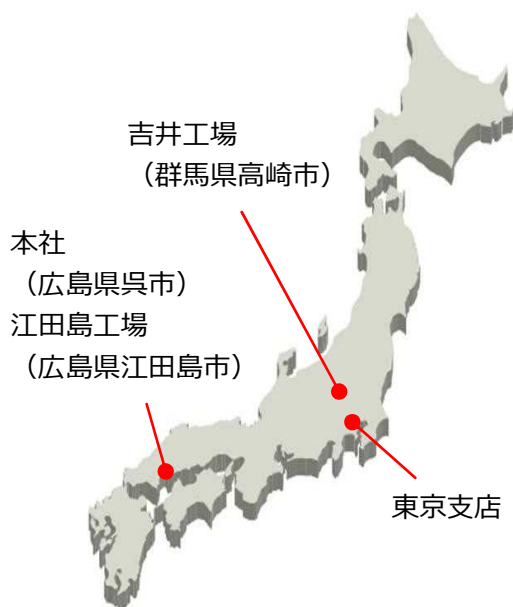 吉井工場
（群馬県高崎市）
本社
（広島県呉市）
江田島工場
（広島県江田島市）
東京支店